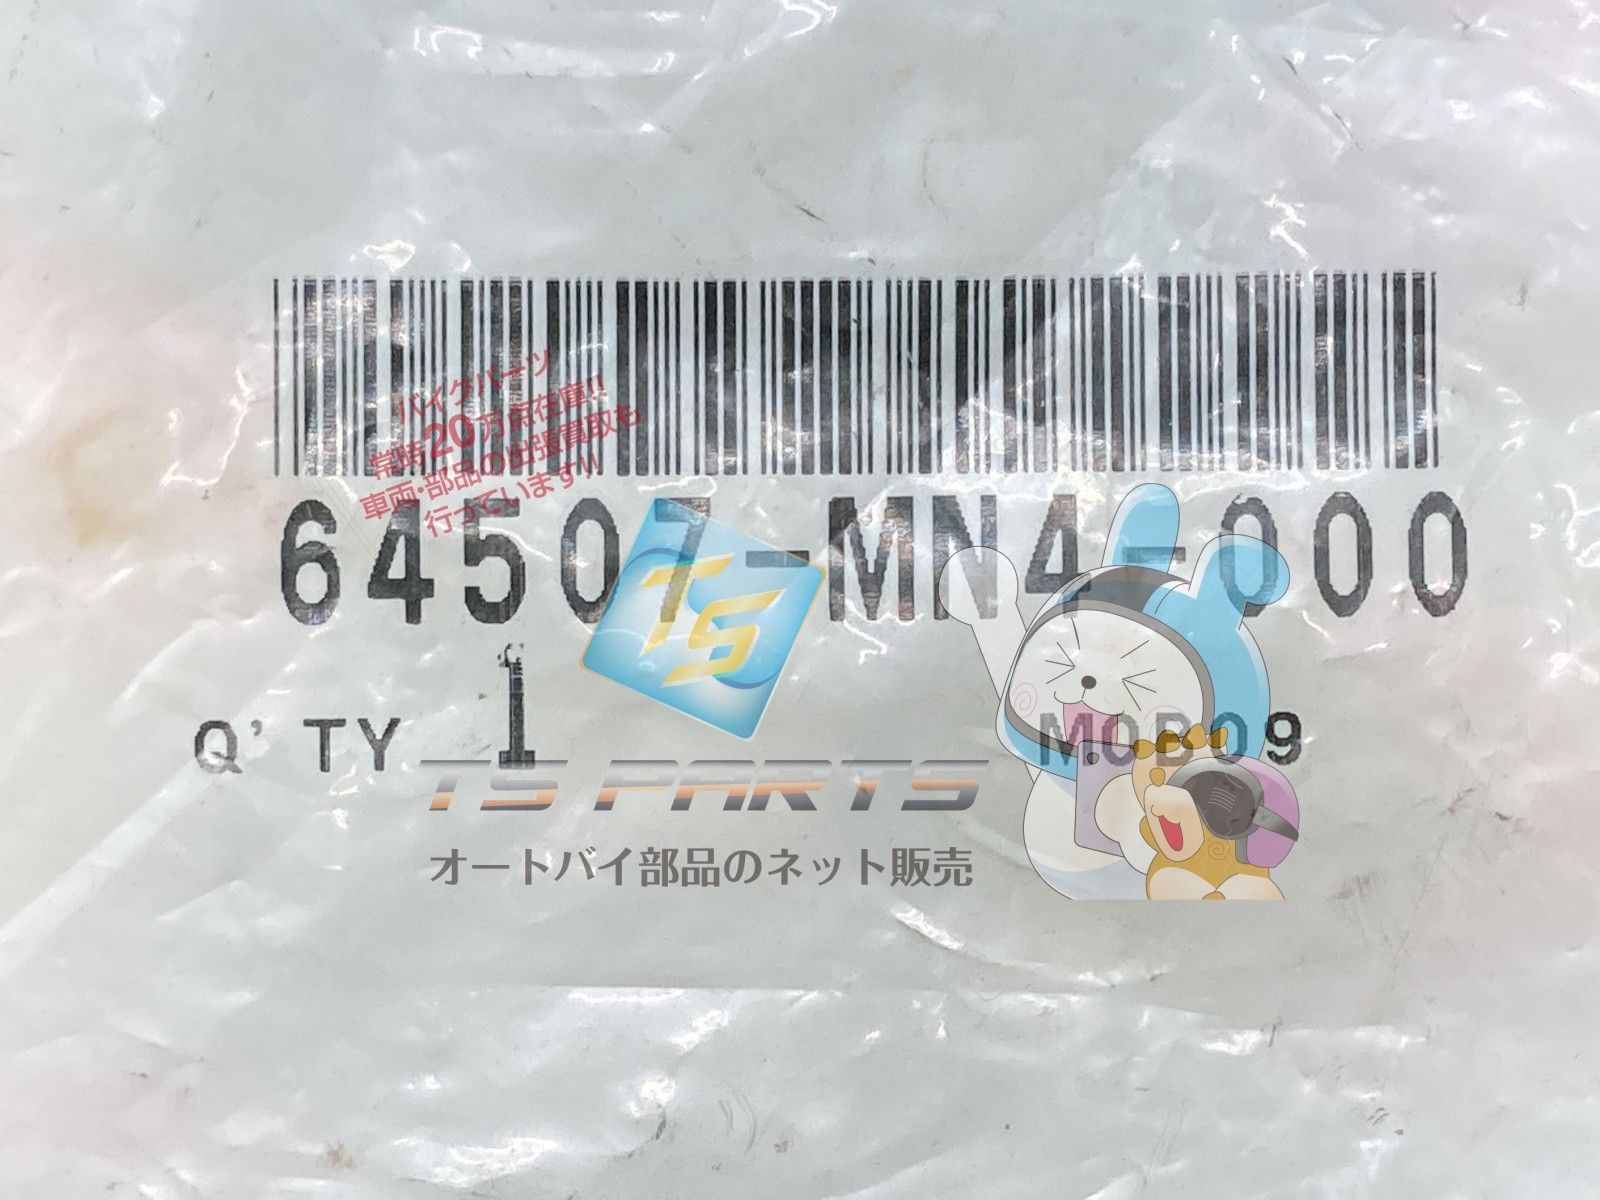 バイクパーツ
常時20万点在庫!!
車両・部品の出張買取も
行っています!!
64507-MN4-000
TS
Q'TY 1
M0B09
TS PARTS
オートバイ部品のネット販売